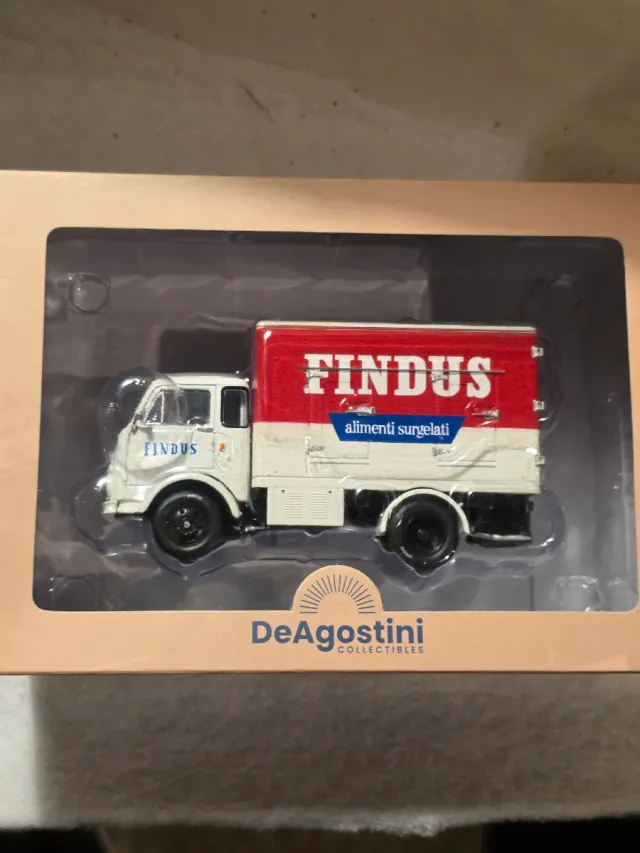 FINDUS
alimenti surgelati
FINDUS
DeAgostini
COLLECTIBLES